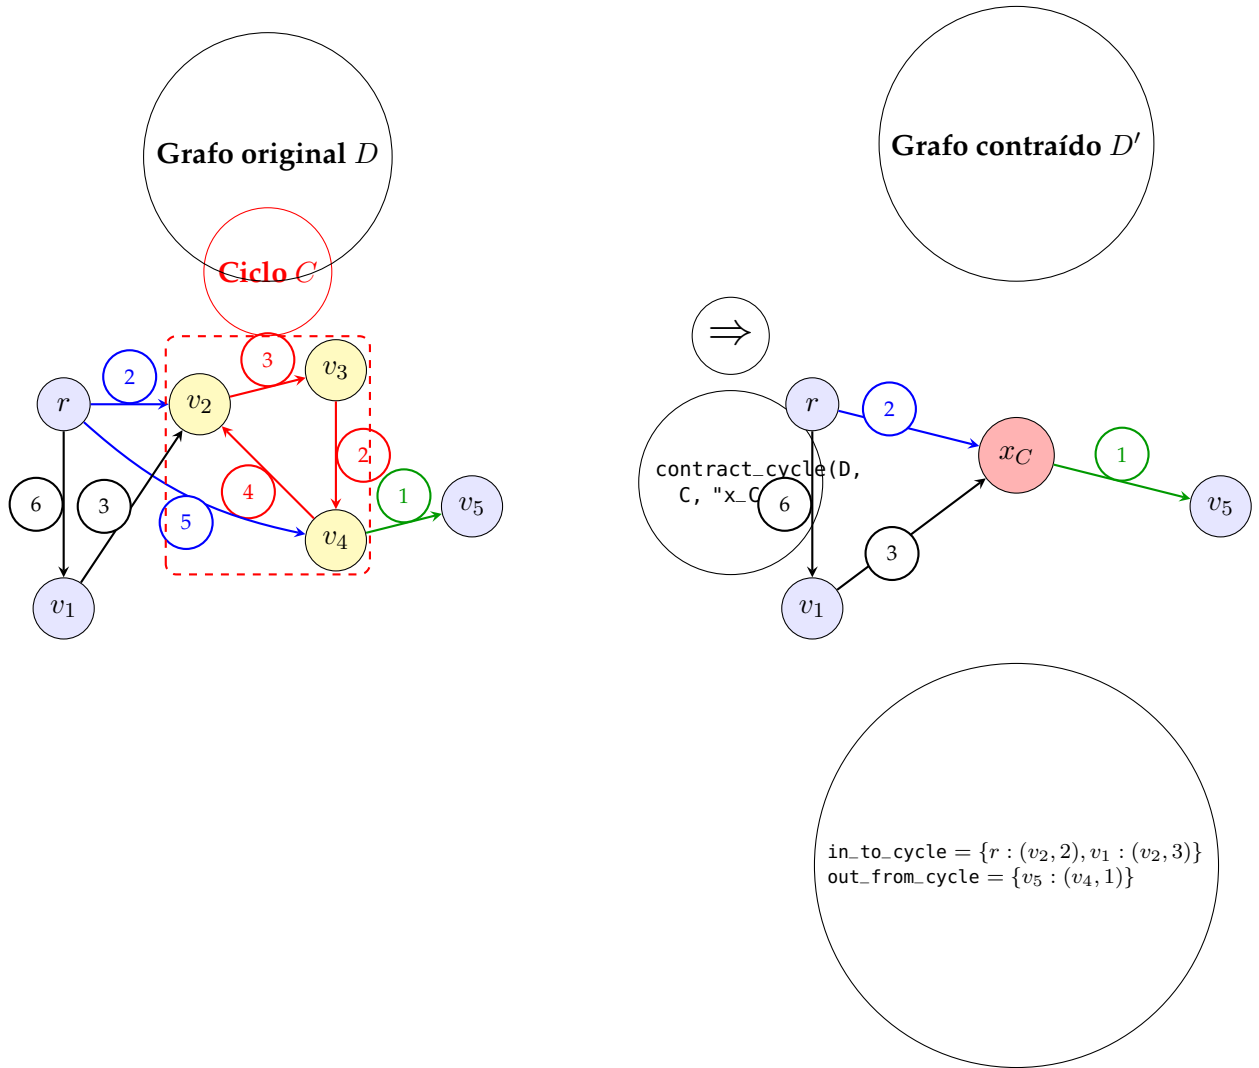 Grafo original D
Ciclo C
3
2
r
v₂
v₃
6
3
4
2
5
1
v₄
v₅
v₁
Grafo contraído D′
⇒
r
2
contract_cycle(D,
C, "x_C
6
x_C
1
v₅
3
v₁
in_to_cycle = {r : (v₂, 2), v₁ : (v₂, 3)}
out_from_cycle = {v₅ : (v₄, 1)}